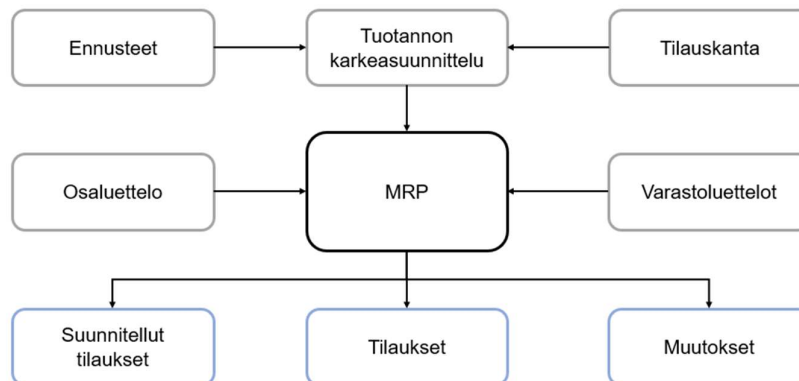 Ennusteet
Tuotannon
karkeasuunnittelu
Tilauskanta
Osaluettelo
MRP
Varastoluettelot
Suunnitellut
tilaukset
Tilaukset
Muutokset